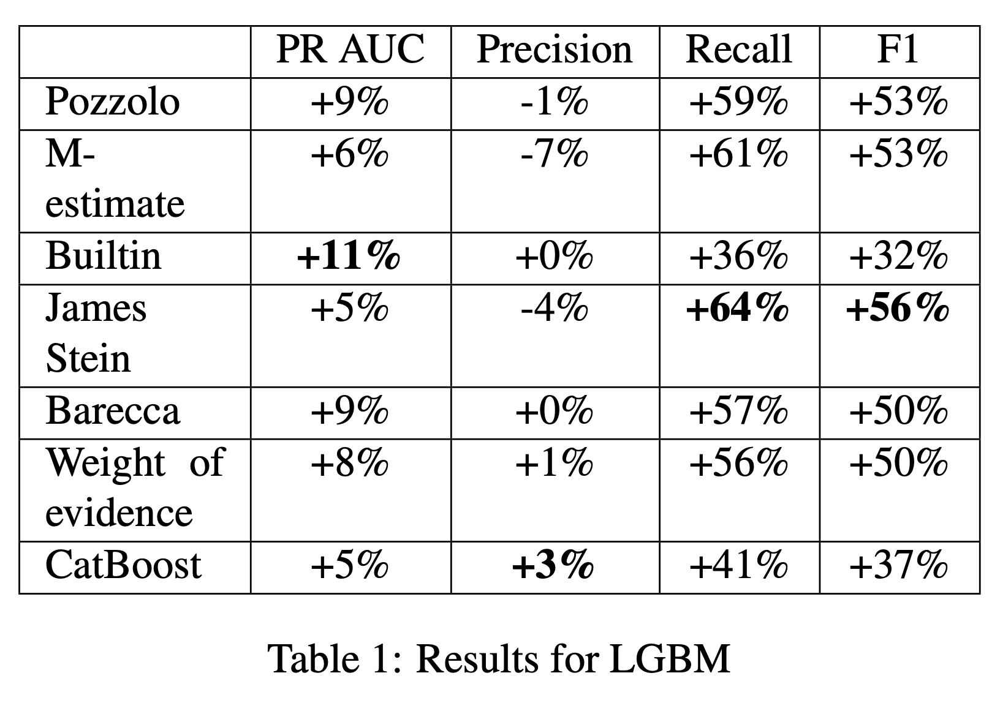 PR AUC Precision Recall F1
Pozzolo +9% -1% +59% +53%
M- +6% -7% +61% +53%
estimate
Builtin +11% +0% +36% +32%
James +5% -4% +64% +56%
Stein
Barecca +9% +0% +57% +50%
Weight of +8% +1% +56% +50%
evidence
CatBoost +5% +3% +41% +37%
Table 1: Results for LGBM